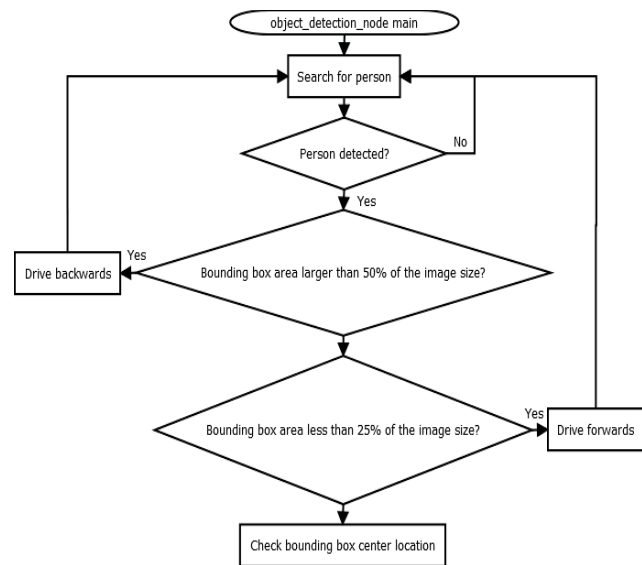 object_detection_node main
Search for person
Person detected?
No
Yes
Bounding box area larger than 50% of the image size?
Yes
Drive backwards
Bounding box area less than 25% of the image size?
Yes
Drive forwards
Check bounding box center location